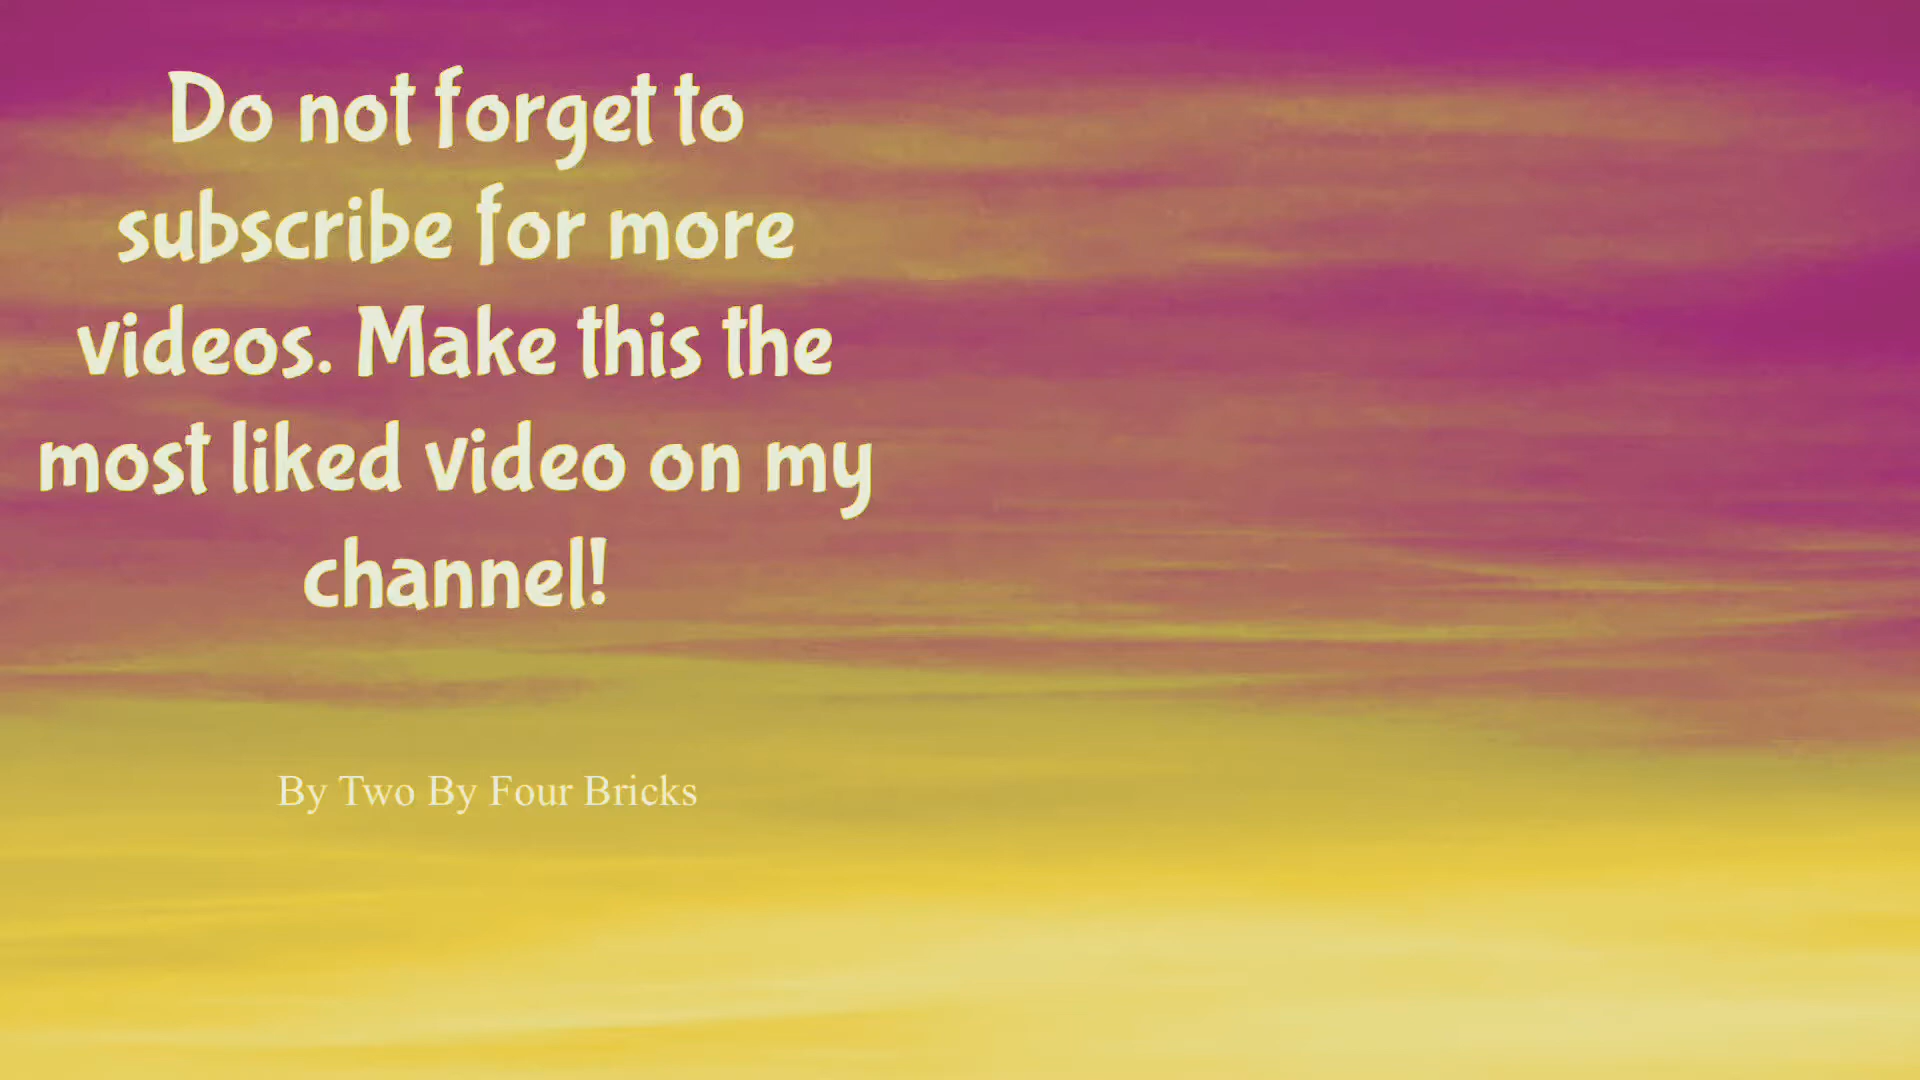 Do not forget to
subscribe for more
videos. Make this the
most liked video on my
channel!
By Two By Four Bricks